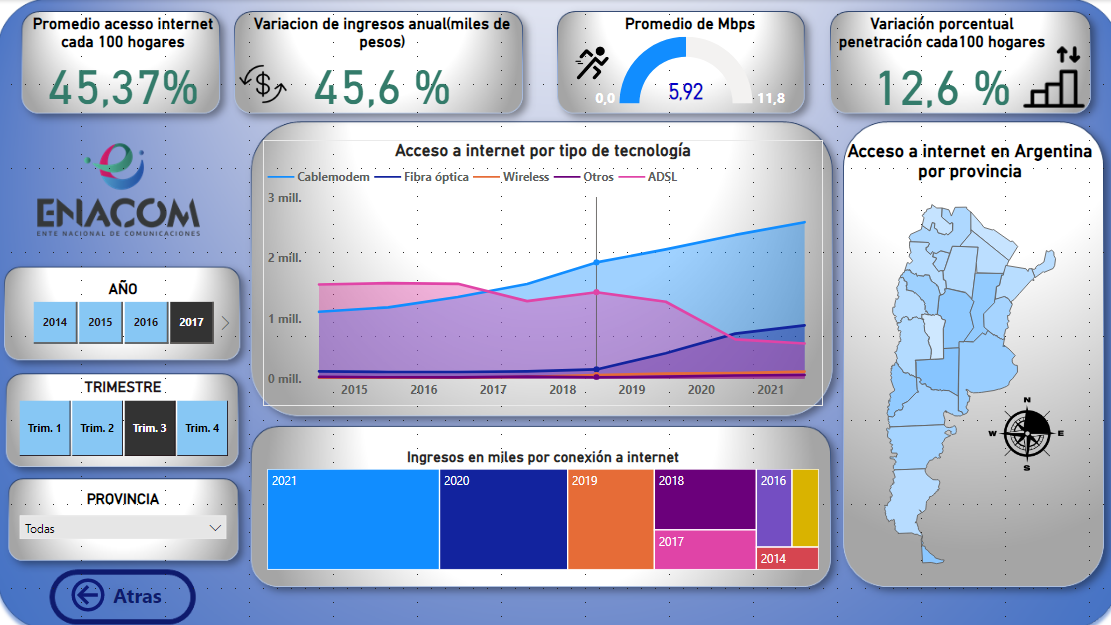 Promedio acesso internet
cada 100 hogares
45,37%
Variacion de ingresos anual(miles de
pesos)
45,6 %
Promedio de Mbps
0,0
5,92
11,8
Variación porcentual
penetración cada100 hogares
12,6 %
ENACOM
ENTE NACIONAL DE COMUNICACIONES
AÑO
2014
2015
2016
2017
TRIMESTRE
Trim. 1
Trim. 2
Trim. 3
Trim. 4
PROVINCIA
Todas
Atras
Acceso a internet por tipo de tecnología
Cablemodem
Fibra óptica
Wireless
Otros
ADSL
3 mill.
2 mill.
1 mill.
0 mill.
2015
2016
2017
2018
2019
2020
2021
Ingresos en miles por conexión a internet
2021
2020
2019
2018
2017
2016
2014
Acceso a internet en Argentina
por provincia
N
W
E
S